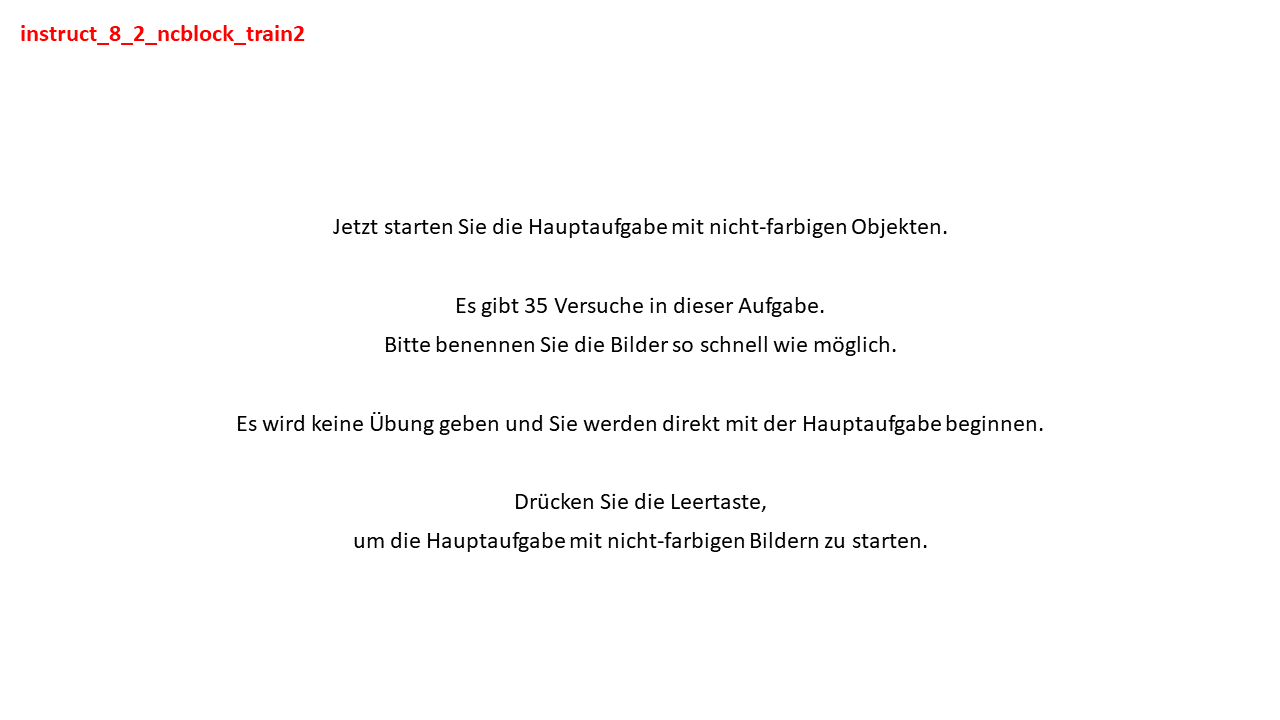 instruct_8_2_ncblock_train2
Jetzt starten Sie die Hauptaufgabe mit nicht-farbigen Objekten.
Es gibt 35 Versuche in dieser Aufgabe.
Bitte benennen Sie die Bilder so schnell wie möglich.
Es wird keine Übung geben und Sie werden direkt mit der Hauptaufgabe beginnen.
Drücken Sie die Leertaste,
um die Hauptaufgabe mit nicht-farbigen Bildern zu starten.